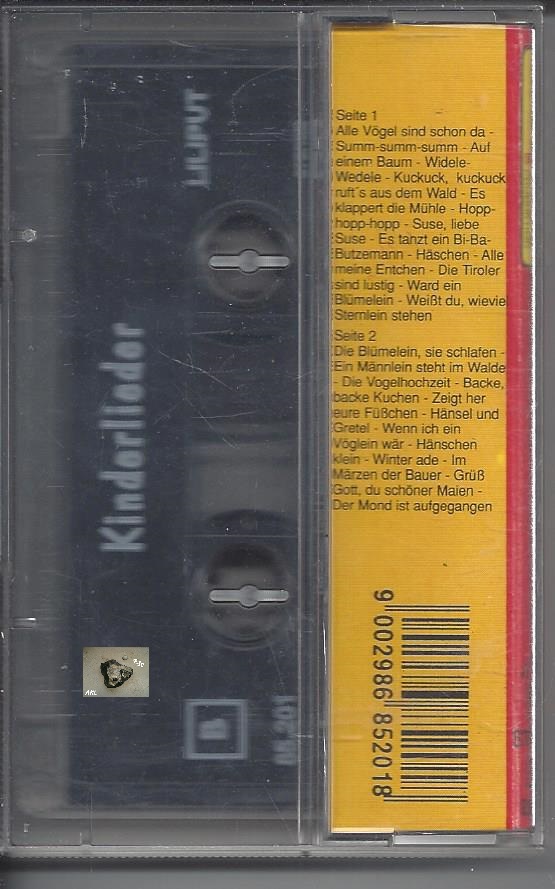 LILIPUT
Kinderlieder
B
Seite 1
Alle Vögel sind schon da -
Summ-summ-summ - Auf
einem Baum - Widele-
Wedele - Kuckuck, kuckuck
ruft´s aus dem Wald - Es
klappert die Mühle - Hopp-
hopp-hopp - Suse, liebe
Suse - Es tanzt ein Bi-Ba-
Butzemann - Häschen - Alle
meine Entchen - Die Tiroler
sind lustig - Ward ein
Blümelein - Weißt du, wievie
Sternlein stehen
Seite 2
Die Blümelein, sie schlafen -
Ein Männlein steht im Walde
- Die Vogelhochzeit - Backe,
backe Kuchen - Zeigt her
eure Füßchen - Hänsel und
Gretel - Wenn ich ein
Vöglein wär - Hänschen
klein - Winter ade - Im
Märzen der Bauer - Grüß
Gott, du schöner Maien -
Der Mond ist aufgegangen
9 002986 852018